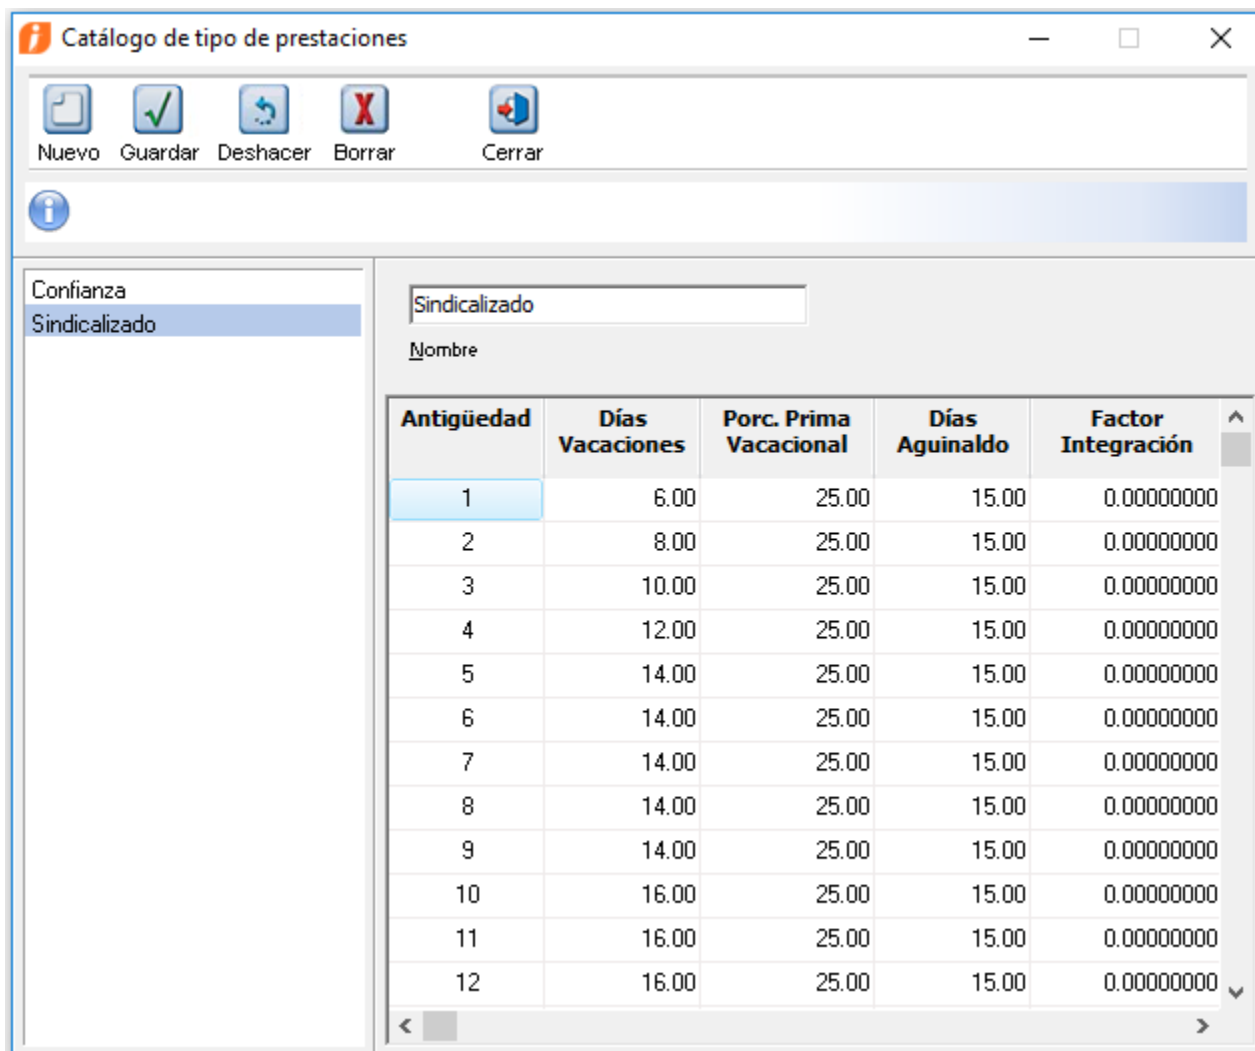 Catálogo de tipo de prestaciones
Nuevo Guardar Deshacer Borrar Cerrar
Confianza
Sindicalizado
Sindicalizado
Nombre
Antigüedad Días Vacaciones Porc. Prima Vacacional Días Aguinaldo Factor Integración
1 6.00 25.00 15.00 0.00000000
2 8.00 25.00 15.00 0.00000000
3 10.00 25.00 15.00 0.00000000
4 12.00 25.00 15.00 0.00000000
5 14.00 25.00 15.00 0.00000000
6 14.00 25.00 15.00 0.00000000
7 14.00 25.00 15.00 0.00000000
8 14.00 25.00 15.00 0.00000000
9 14.00 25.00 15.00 0.00000000
10 16.00 25.00 15.00 0.00000000
11 16.00 25.00 15.00 0.00000000
12 16.00 25.00 15.00 0.00000000